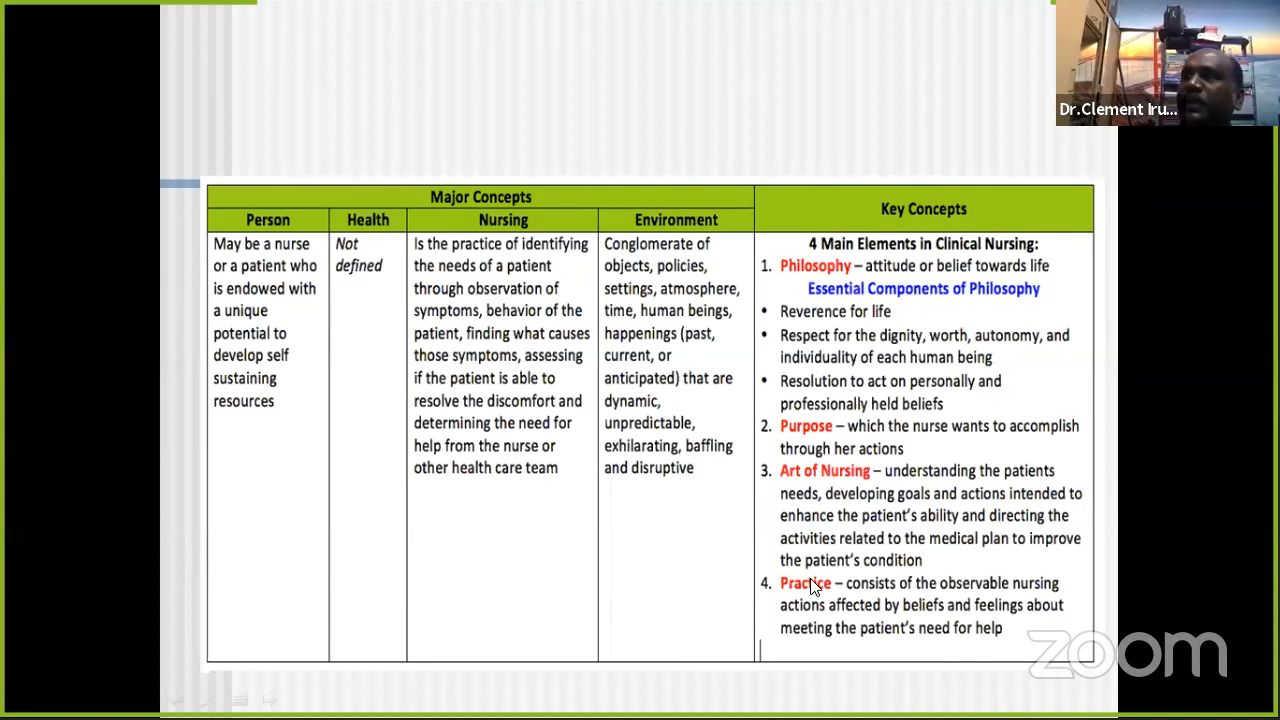 Dr.Clement Iru...
Major Concepts
Key Concepts
Person
Health
Nursing
Environment
May be a nurse
or a patient who
is endowed with
a unique
potential to
develop self
sustaining
resources
Not
defined
Is the practice of identifying
the needs of a patient
through observation of
symptoms, behavior of the
patient, finding what causes
those symptoms, assessing
if the patient is able to
resolve the discomfort and
determining the need for
help from the nurse or
other health care team
Conglomerate of
objects, policies,
settings, atmosphere,
time, human beings,
happenings (past,
current, or
anticipated) that are
dynamic,
unpredictable,
exhilarating, baffling
and disruptive
4 Main Elements in Clinical Nursing:
1. Philosophy – attitude or belief towards life
Essential Components of Philosophy
• Reverence for life
• Respect for the dignity, worth, autonomy, and
individuality of each human being
• Resolution to act on personally and
professionally held beliefs
2. Purpose – which the nurse wants to accomplish
through her actions
3. Art of Nursing – understanding the patients
needs, developing goals and actions intended to
enhance the patient's ability and directing the
activities related to the medical plan to improve
the patient's condition
4. Practice – consists of the observable nursing
actions affected by beliefs and feelings about
meeting the patient's need for help
zoom